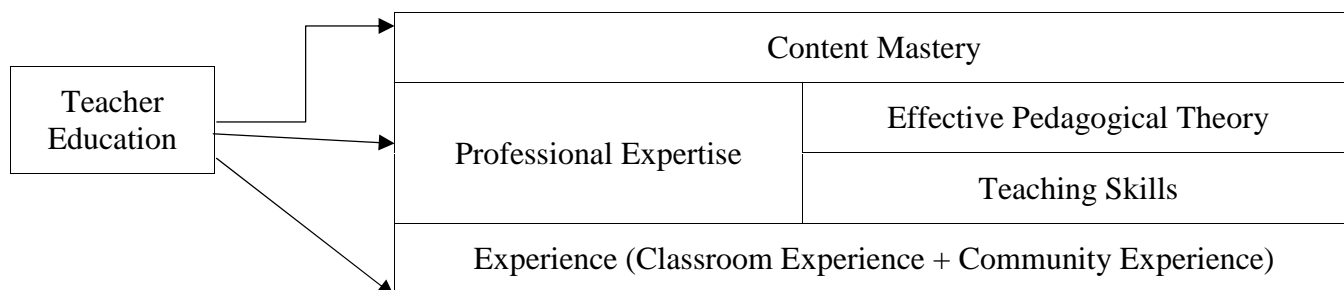 Teacher
Education
Content Mastery
Professional Expertise
Effective Pedagogical Theory
Teaching Skills
Experience (Classroom Experience + Community Experience)